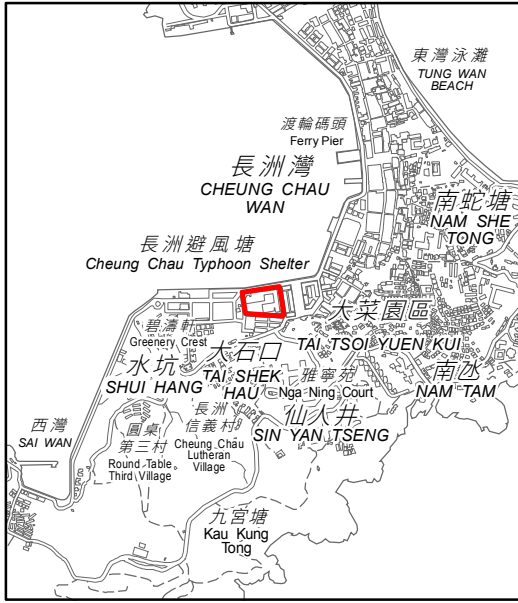 東灣泳灘
TUNG WAN
BEACH
渡輪碼頭
Ferry Pier
長洲灣
CHEUNG CHAU
WAN
南蛇塘
NAM SHE
TONG
長洲避風塘
Cheung Chau Typhoon Shelter
碧濤軒
Greenery Crest
大菜園區
TAI TSOI YUEN KUI
水坑
SHUI HANG
大石口
TAI SHEK
HAU
雅寧苑
Nga Ning Court
南氹
NAM TAM
西灣
SAI WAN
圓桌
第三村
Round Table
Third Village
長洲
信義村
Cheung Chau
Lutheran
Village
仙人井
SIN YAN TSENG
九宮塘
Kau Kung
Tong